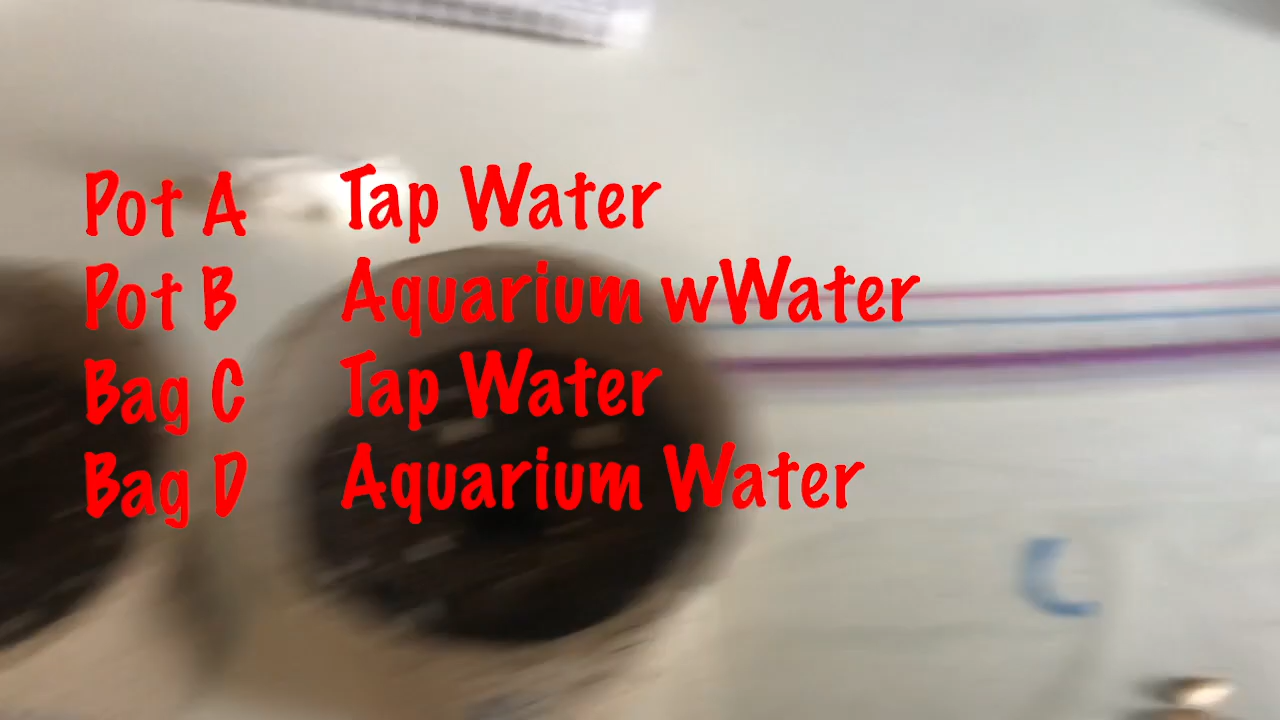 Pot A Tap Water
Pot B Aquarium wWater
Bag C Tap Water
Bag D Aquarium Water
C